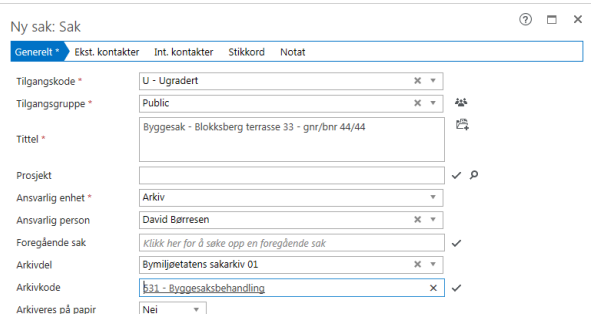 Ny sak: Sak
Generelt * Ekst. kontakter Int. kontakter Stikkord Notat
Tilgangskode * U - Ugradert
Tilgangsgruppe * Public
Tittel * Byggesak - Blokksberg terrasse 33 - gnr/bnr 44/44
Prosjekt
Ansvarlig enhet * Arkiv
Ansvarlig person David Børresen
Foregående sak Klikk her for å søke opp en foregående sak
Arkivdel Bymiljøetatens sakarkiv 01
Arkivkode 531 - Byggesaksbehandling
Arkiveres på papir Nei